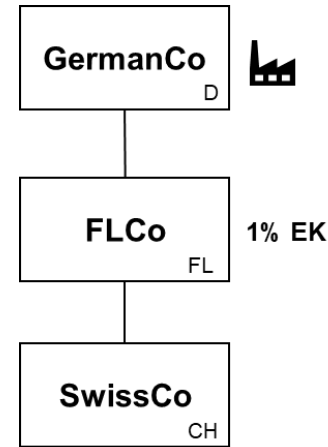 GermanCo
D
FLCo
1% EK
FL
SwissCo
CH